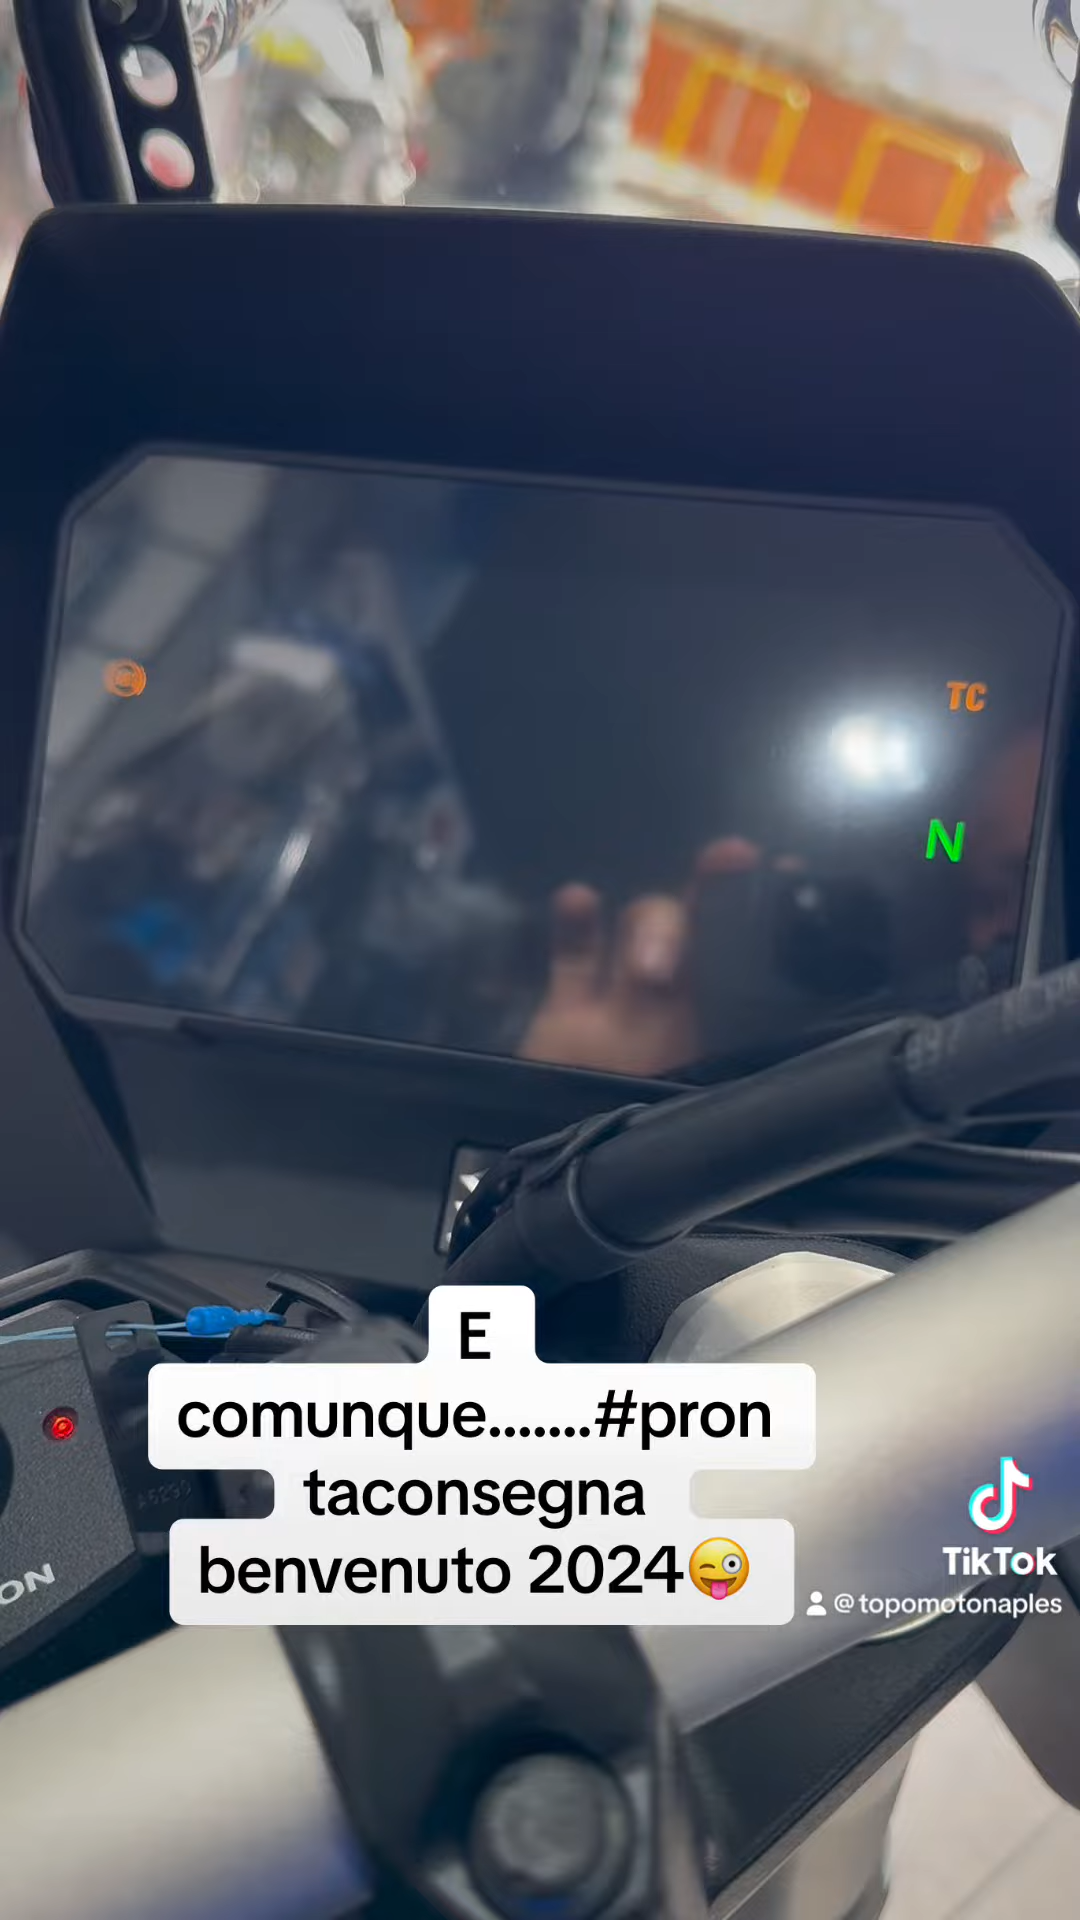 TC
N
E
comunque.......#pron
taconsegna
benvenuto 2024😜
ON
TikTok
@topomotonaples